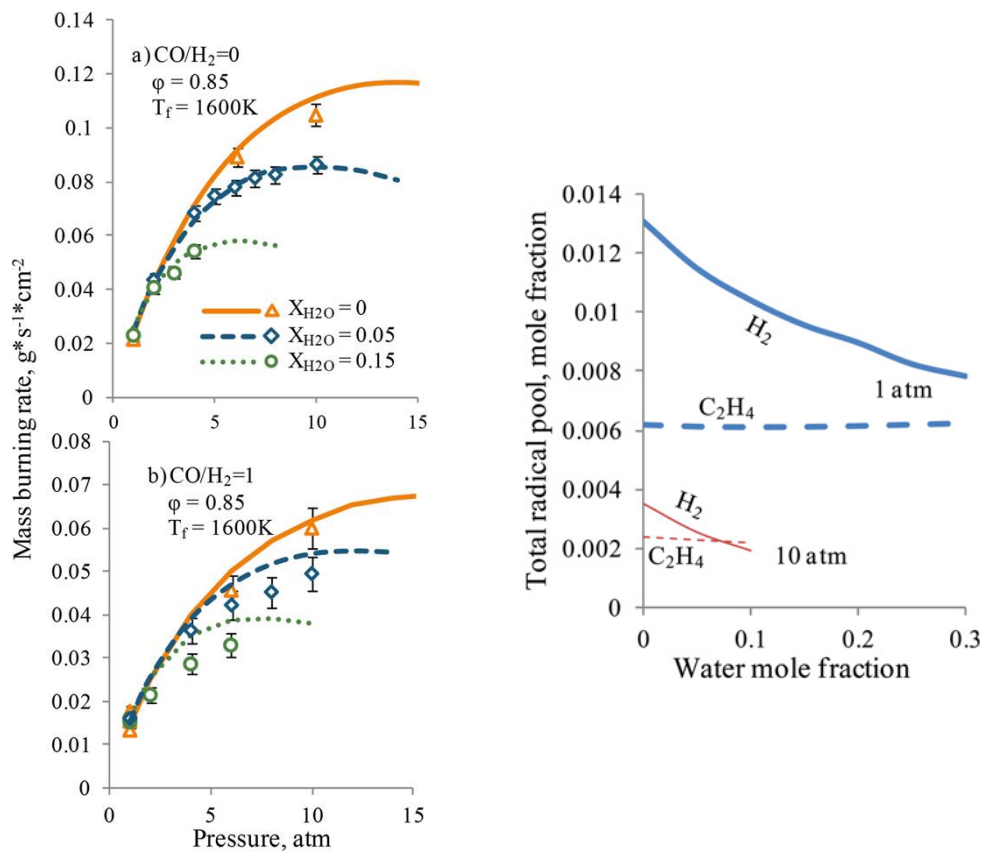 Mass burning rate, g*s-1*cm-2
a) CO/H2=0
φ = 0.85
Tf = 1600K
0.14
0.12
0.1
0.08
0.06
0.04
0.02
0
XH2O = 0
XH2O = 0.05
XH2O = 0.15
0 5 10 15
b) CO/H2=1
φ = 0.85
Tf = 1600K
0.08
0.07
0.06
0.05
0.04
0.03
0.02
0.01
0
0 5 10 15
Pressure, atm
Total radical pool, mole fraction
0.014
0.012
0.01
0.008
0.006
0.004
0.002
0
H2
1 atm
C2H4
H2
C2H4
10 atm
0 0.1 0.2 0.3
Water mole fraction